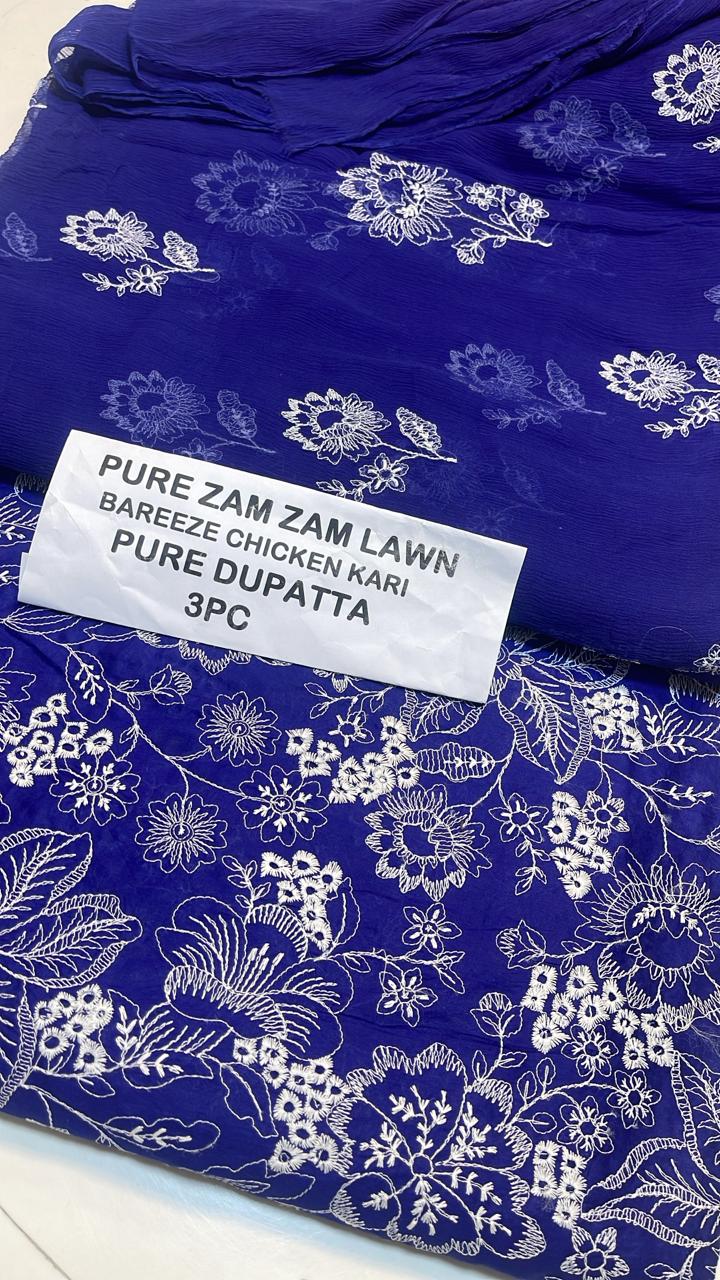 PURE ZAM ZAM LAWN
BAREEZE CHICKEN KARI
PURE DUPATTA
3PC